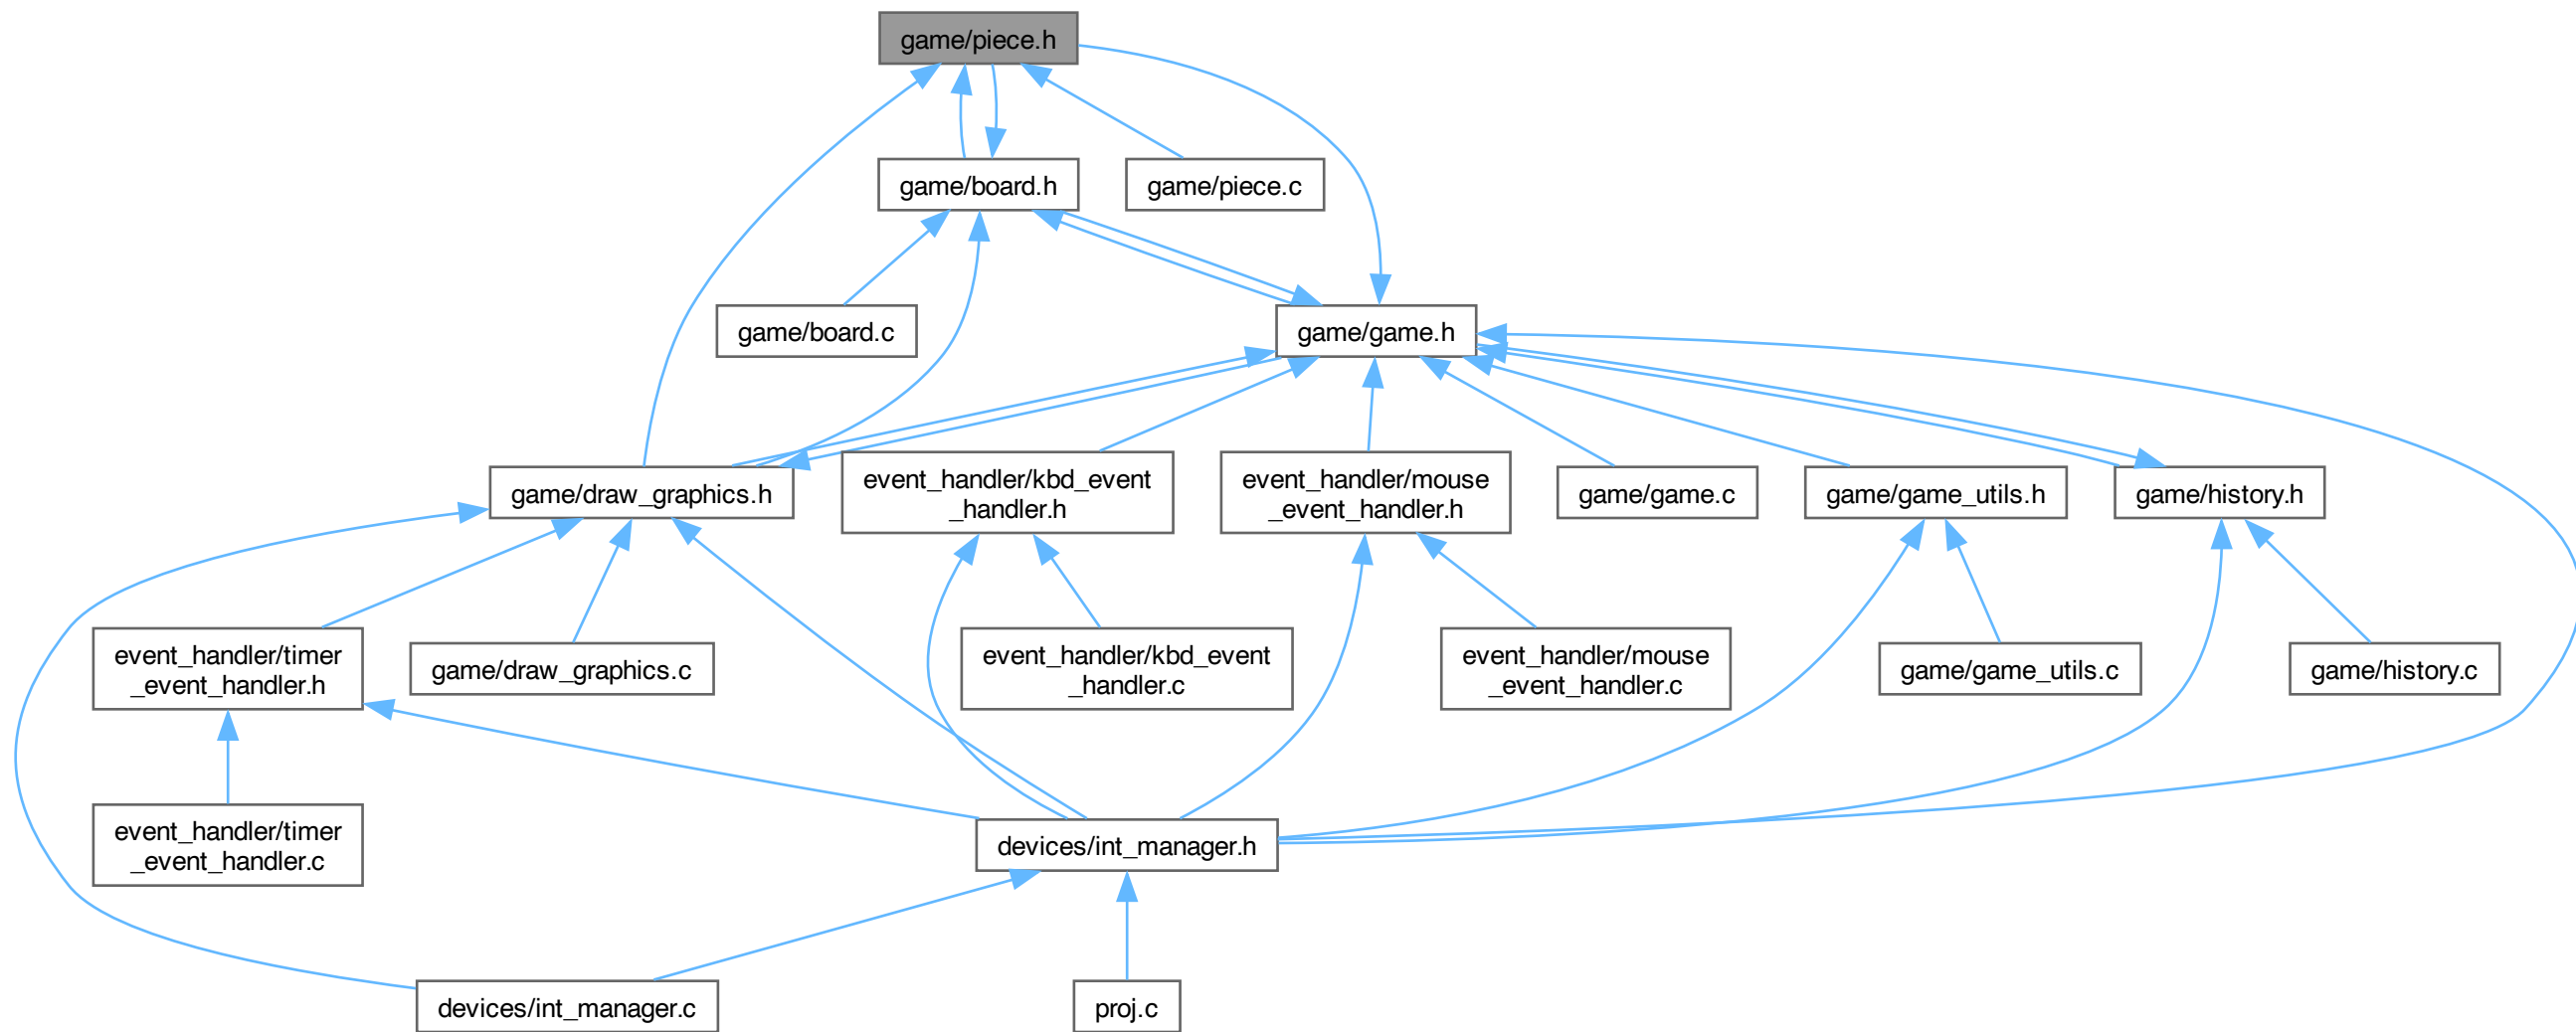 game/piece.h
game/board.h
game/piece.c
game/board.c
game/game.h
game/draw_graphics.h
event_handler/kbd_event
_handler.h
event_handler/mouse
_event_handler.h
game/game.c
game/game_utils.h
game/history.h
event_handler/timer
_event_handler.h
game/draw_graphics.c
event_handler/kbd_event
_handler.c
event_handler/mouse
_event_handler.c
game/game_utils.c
game/history.c
event_handler/timer
_event_handler.c
devices/int_manager.h
devices/int_manager.c
proj.c